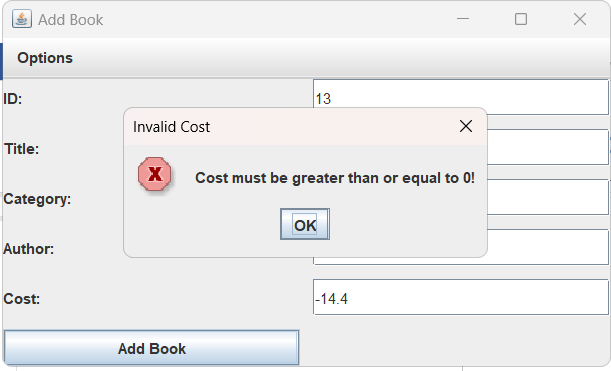 Add Book
Options
ID:
13
Invalid Cost
Title:
Cost must be greater than or equal to 0!
Category:
OK
Author:
Cost:
-14.4
Add Book